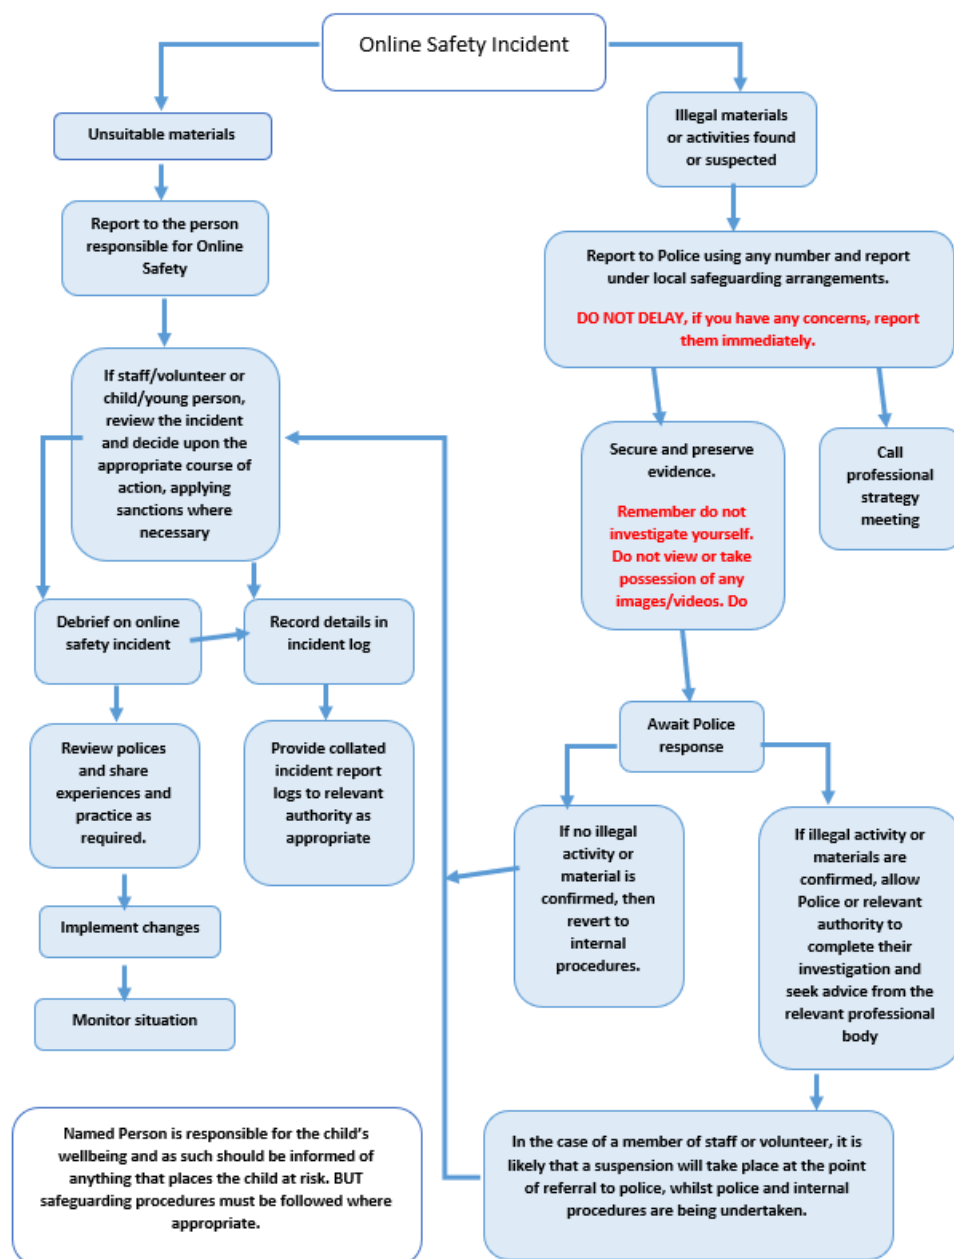 Online Safety Incident
Unsuitable materials
Report to the person
responsible for Online
Safety
If staff/volunteer or
child/young person,
review the incident
and decide upon the
appropriate course of
action, applying
sanctions where
necessary
Debrief on online
safety incident
Record details in
incident log
Review polices
and share
experiences and
practice as
required.
Provide collated
incident report
logs to relevant
authority as
appropriate
Implement changes
Monitor situation
Illegal materials
or activities found
or suspected
Report to Police using any number and report
under local safeguarding arrangements.
DO NOT DELAY, if you have any concerns, report
them immediately.
Secure and preserve
evidence.
Remember do not
investigate yourself.
Do not view or take
possession of any
images/videos. Do
Call
professional
strategy
meeting
Await Police
response
If no illegal
activity or
material is
confirmed, then
revert to
internal
procedures.
If illegal activity or
materials are
confirmed, allow
Police or relevant
authority to
complete their
investigation and
seek advice from the
relevant professional
body
In the case of a member of staff or volunteer, it is
likely that a suspension will take place at the point
of referral to police, whilst police and internal
procedures are being undertaken.
Named Person is responsible for the child’s
wellbeing and as such should be informed of
anything that places the child at risk. BUT
safeguarding procedures must be followed where
appropriate.